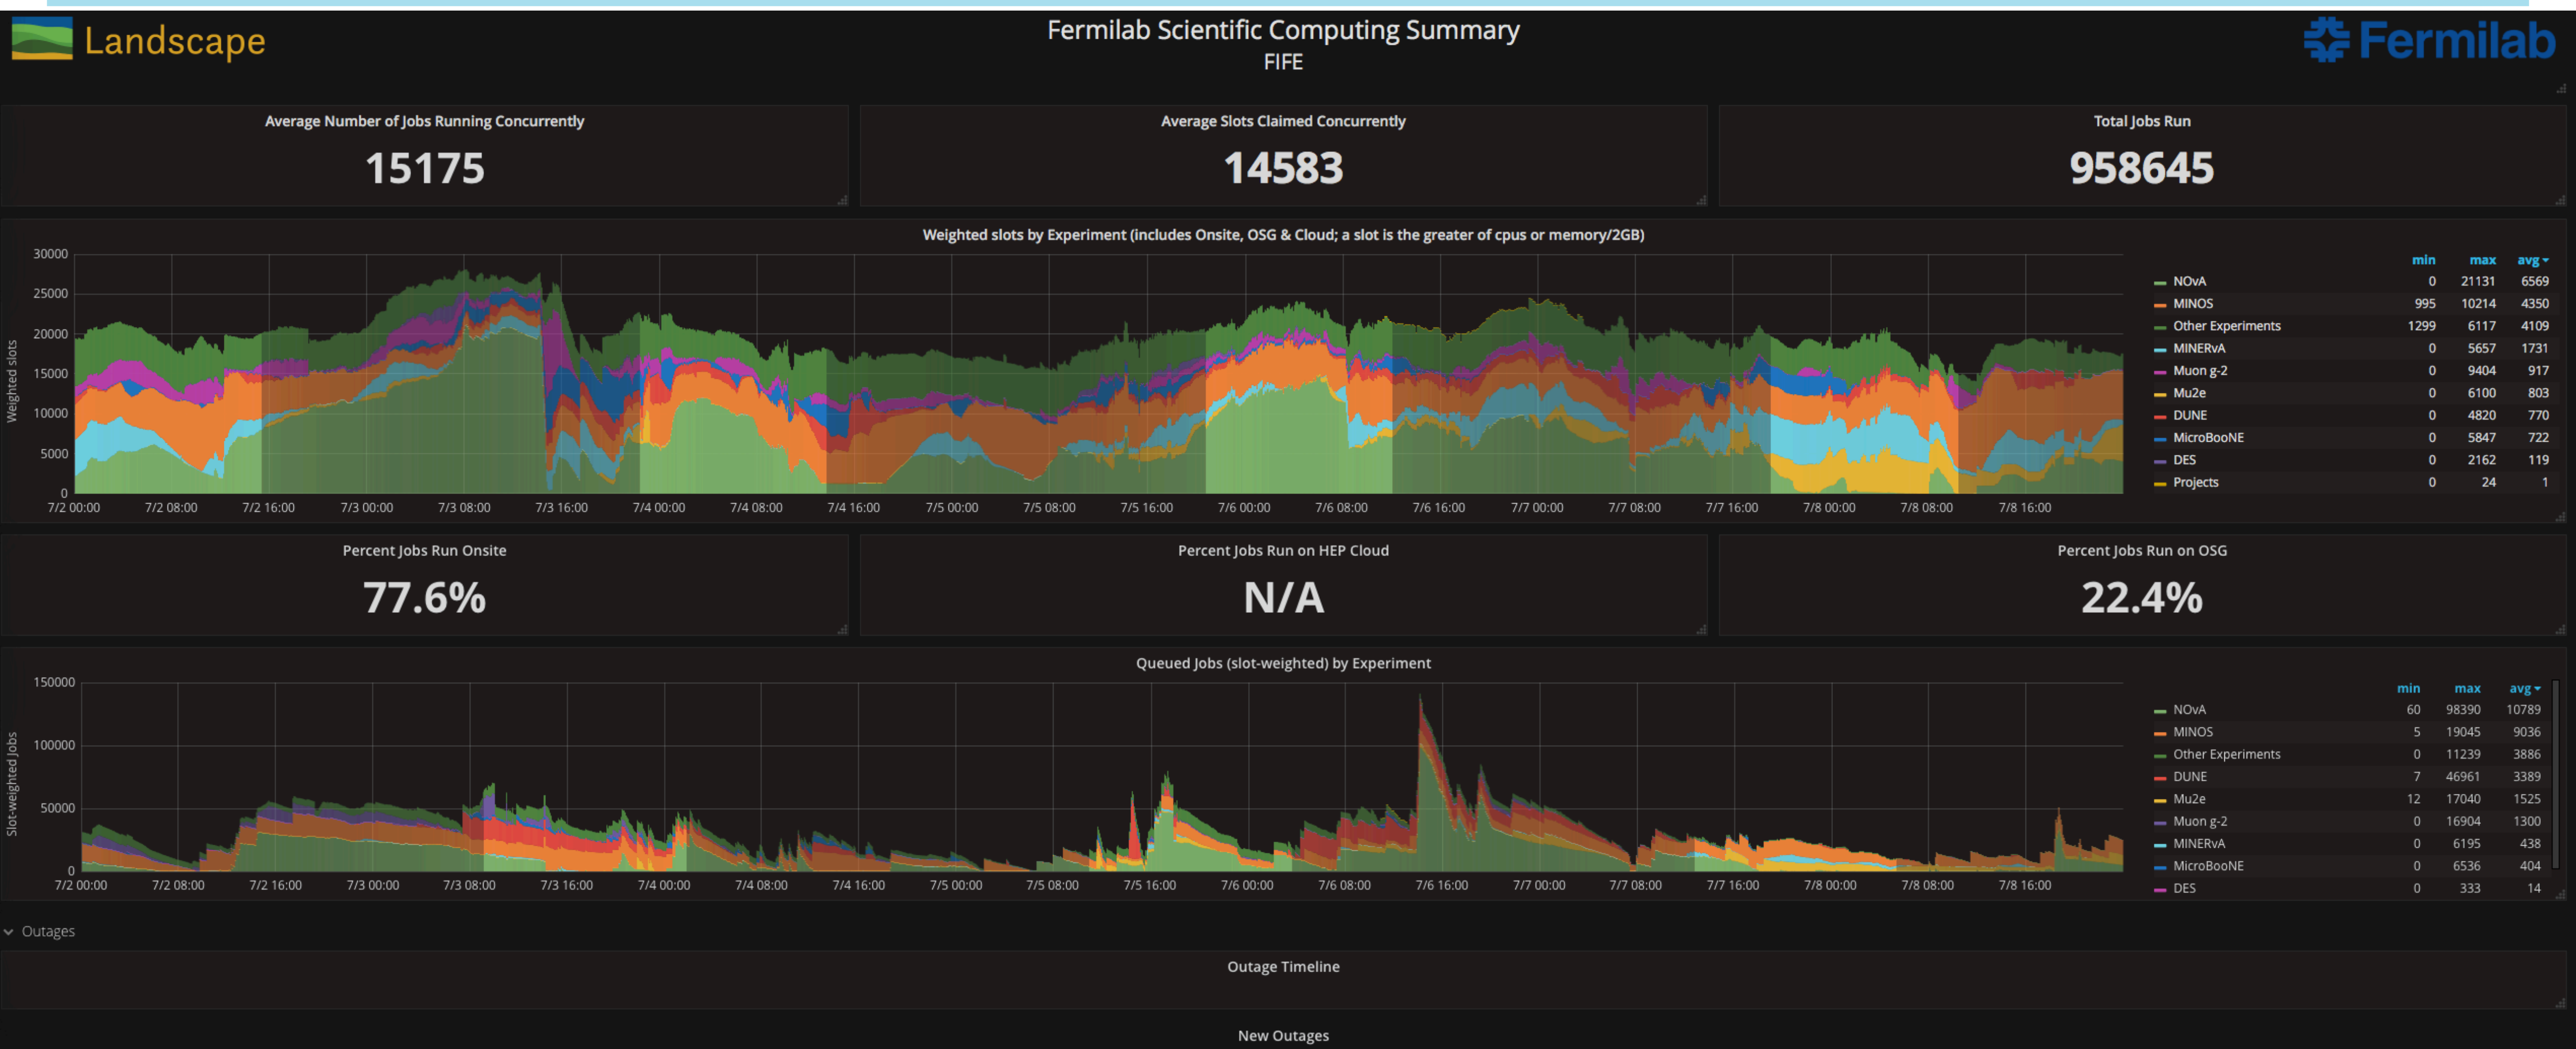 Landscape
Fermilab Scientific Computing Summary
FIFE
Fermilab
Average Number of Jobs Running Concurrently
15175
Average Slots Claimed Concurrently
14583
Total Jobs Run
958645
Weighted slots by Experiment (includes Onsite, OSG & Cloud; a slot is the greater of cpus or memory/2GB)
Weighted slots
30000
25000
20000
15000
10000
5000
0
7/2 00:00 7/2 08:00 7/2 16:00 7/3 00:00 7/3 08:00 7/3 16:00 7/4 00:00 7/4 08:00 7/4 16:00 7/5 00:00 7/5 08:00 7/5 16:00 7/6 00:00 7/6 08:00 7/6 16:00 7/7 00:00 7/7 08:00 7/7 16:00 7/8 00:00 7/8 08:00 7/8 16:00
min max avg
NOvA 0 21131 6569
MINOS 995 10214 4350
Other Experiments 1299 6117 4109
MINERvA 0 5657 1731
Muon g-2 0 9404 917
Mu2e 0 6100 803
DUNE 0 4820 770
MicroBooNE 0 5847 722
DES 0 2162 119
Projects 0 24 1
Percent Jobs Run Onsite
77.6%
Percent Jobs Run on HEP Cloud
N/A
Percent Jobs Run on OSG
22.4%
Queued Jobs (slot-weighted) by Experiment
Slot-weighted Jobs
150000
100000
50000
0
7/2 00:00 7/2 08:00 7/2 16:00 7/3 00:00 7/3 08:00 7/3 16:00 7/4 00:00 7/4 08:00 7/4 16:00 7/5 00:00 7/5 08:00 7/5 16:00 7/6 00:00 7/6 08:00 7/6 16:00 7/7 00:00 7/7 08:00 7/7 16:00 7/8 00:00 7/8 08:00 7/8 16:00
min max avg
NOvA 60 98390 10789
MINOS 5 19045 9036
Other Experiments 0 11239 3886
DUNE 7 46961 3389
Mu2e 12 17040 1525
Muon g-2 0 16904 1300
MINERvA 0 6195 438
MicroBooNE 0 6536 404
DES 0 333 14
Outages
Outage Timeline
New Outages